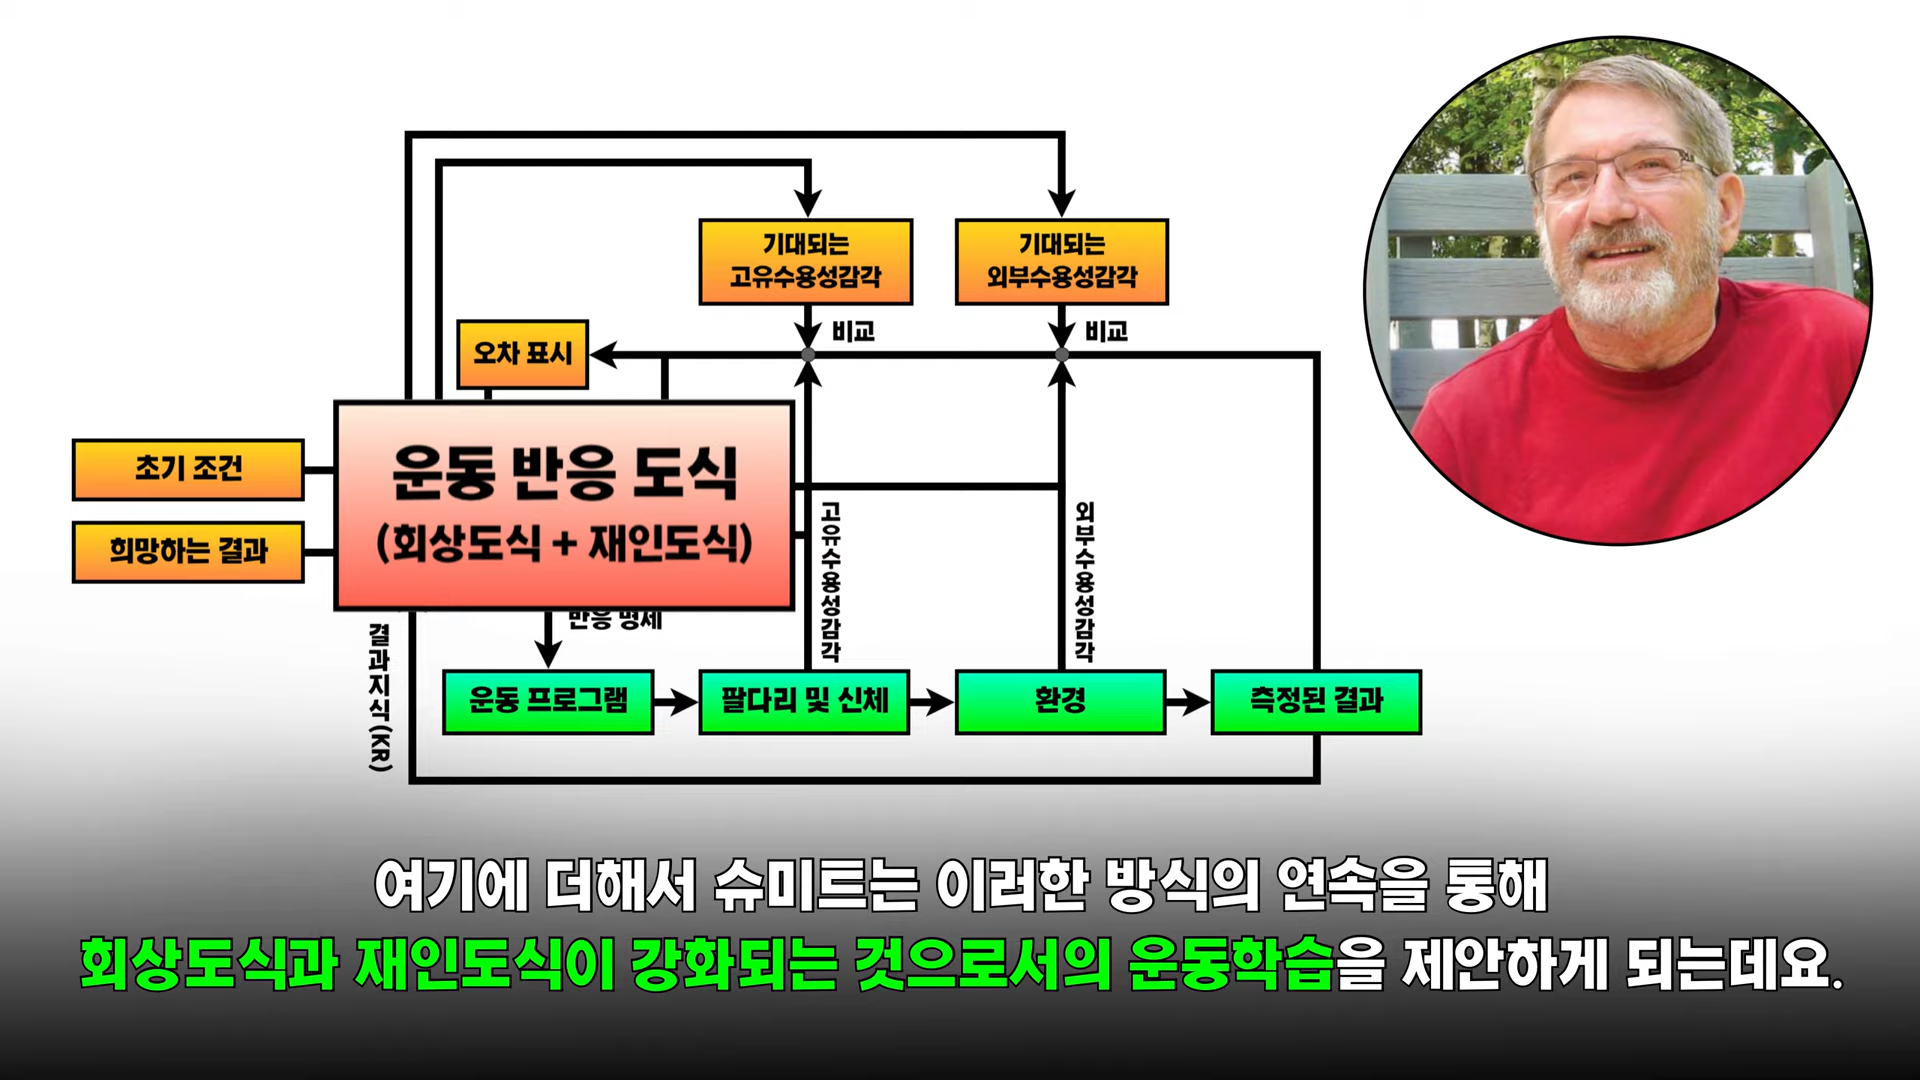 기대되는
고유수용성감각
기대되는
외부수용성감각
비교
비교
오차 표시
초기 조건
희망하는 결과
운동 반응 도식
(회상도식 + 재인도식)
고유수용성감각
외부수용성감각
반응 명세
결과지식(KR)
운동 프로그램
팔다리 및 신체
환경
측정된 결과
여기에 더해서 슈미트는 이러한 방식의 연속을 통해
회상도식과 재인도식이 강화되는 것으로서의 운동학습을 제안하게 되는데요.